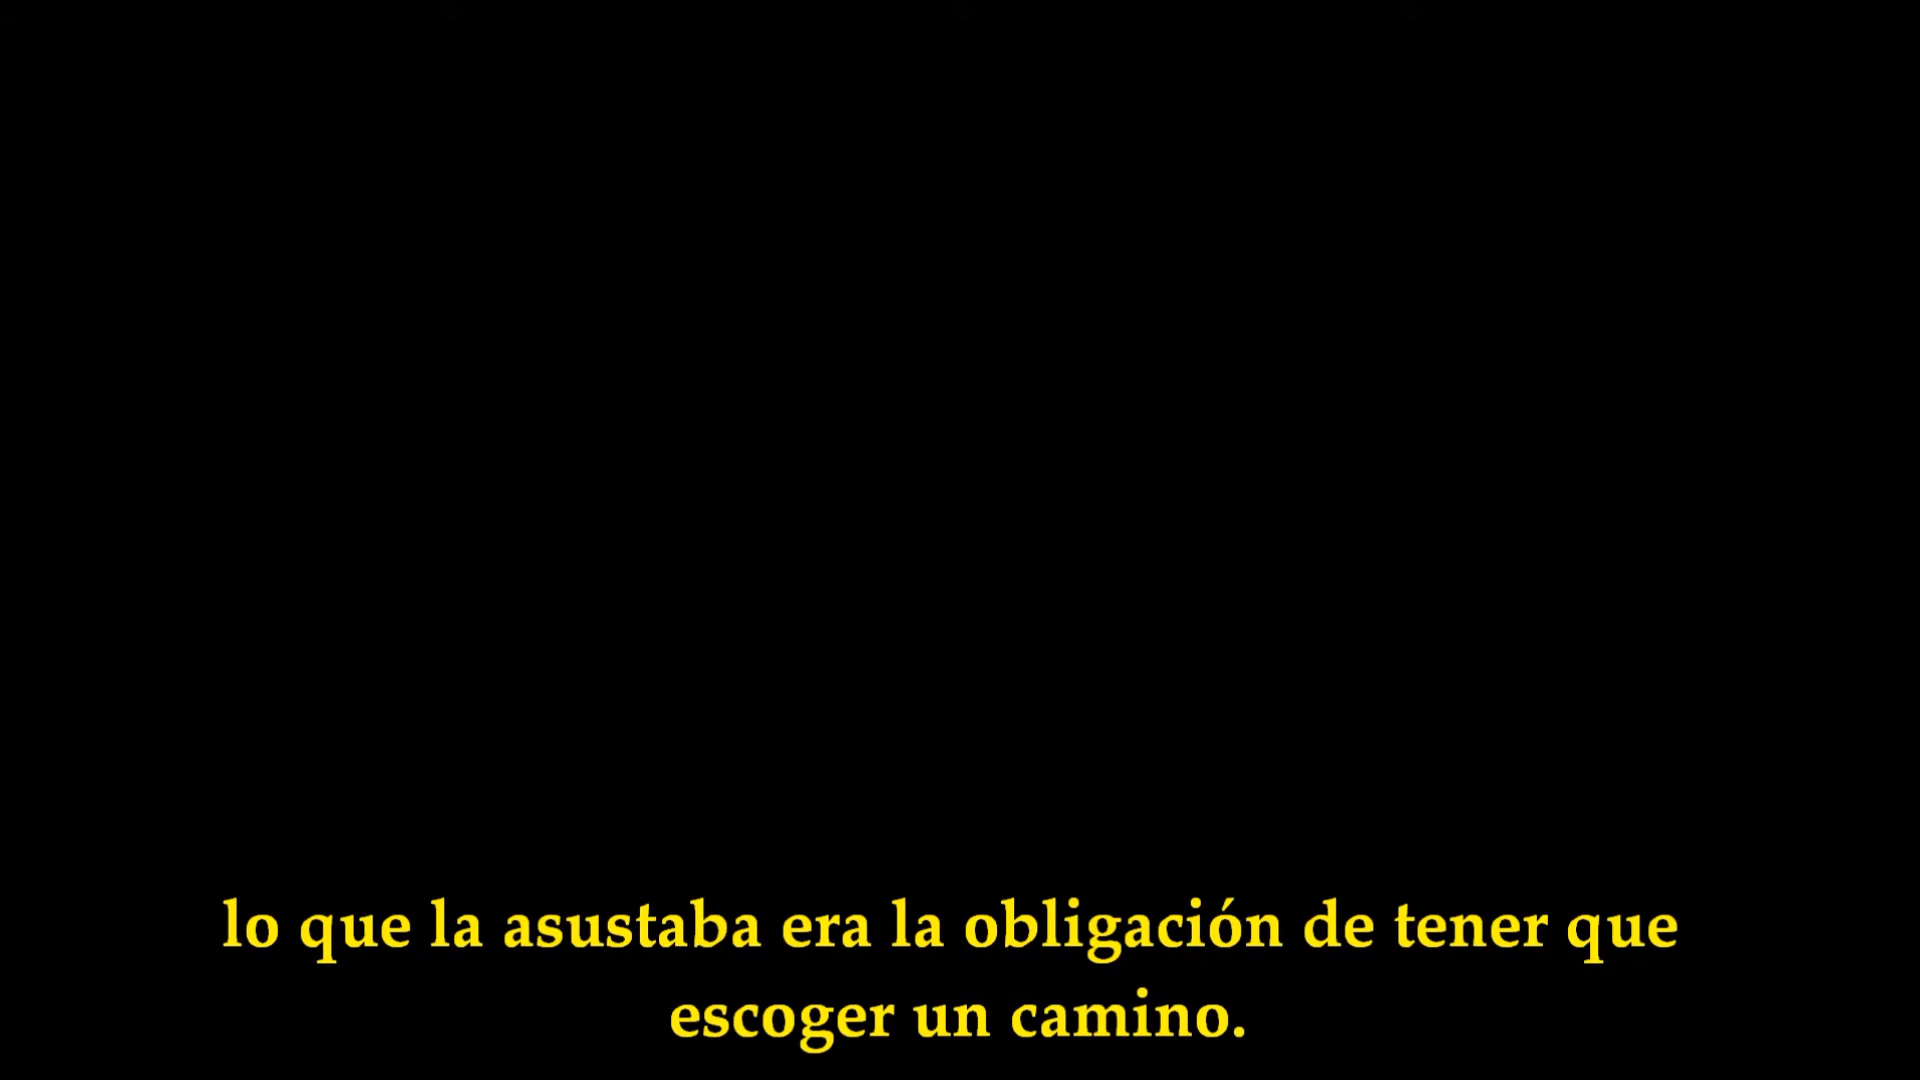 lo que la asustaba era la obligación de tener que
escoger un camino.